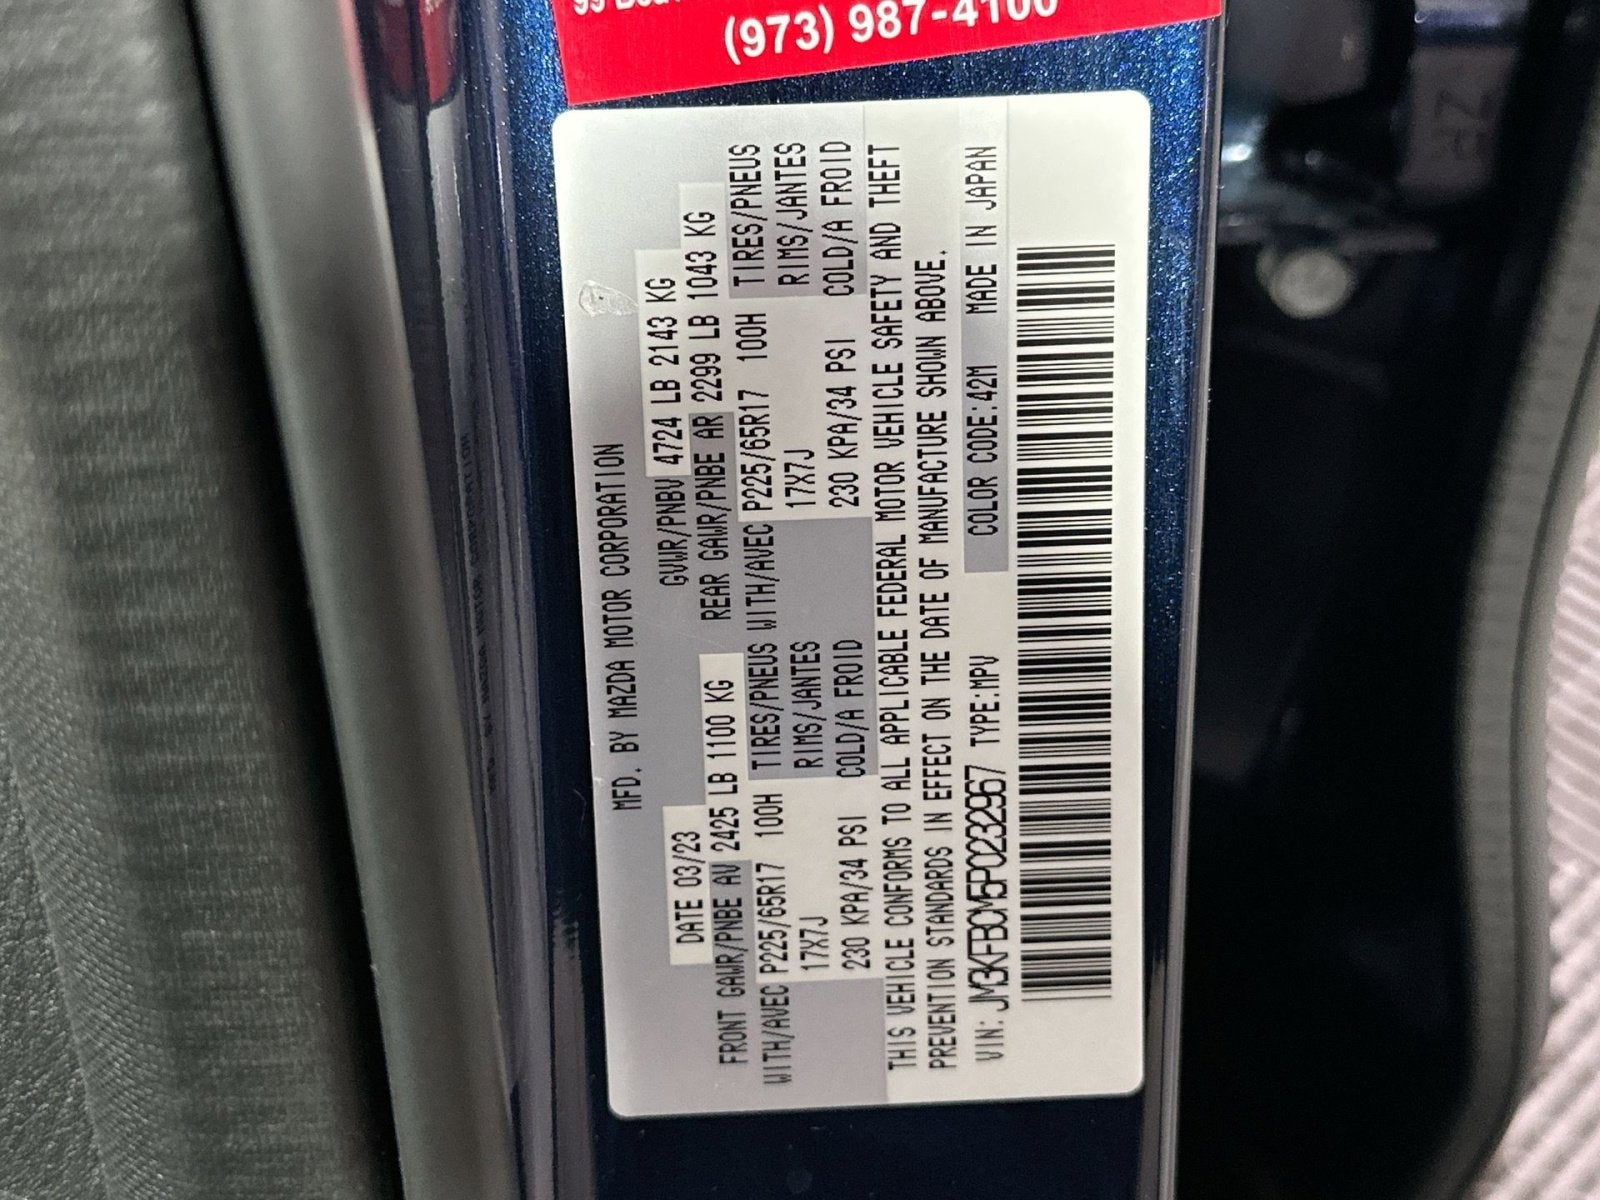 (973) 987-4100
MFD. BY MAZDA MOTOR CORPORATION
DATE 03/23 GVWR/PNBV 4724 LB 2143 KG
FRONT GAWR/PNBE AV 2425 LB 1100 KG REAR GAWR/PNBE AR 2299 LB 1043 KG
WITH/AVEC P225/65R17 100H TIRES/PNEUS WITH/AVEC P225/65R17 100H TIRES/PNEUS
17X7J RIMS/JANTES 17X7J RIMS/JANTES
230 KPA/34 PSI COLD/A FROID 230 KPA/34 PSI COLD/A FROID
THIS VEHICLE CONFORMS TO ALL APPLICABLE FEDERAL MOTOR VEHICLE SAFETY AND THEFT
PREVENTION STANDARDS IN EFFECT ON THE DATE OF MANUFACTURE SHOWN ABOVE.
VIN: JM3KFBCM5P0232967 TYPE:MPV COLOR CODE:42M MADE IN JAPAN